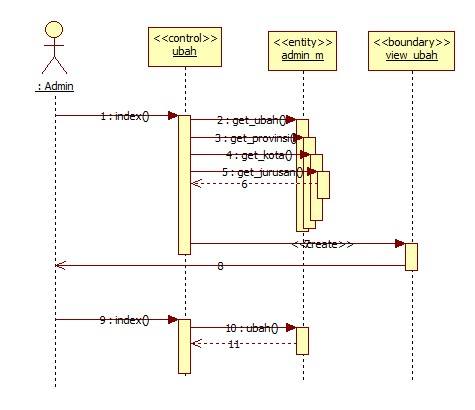 <<control>>
ubah
<<entity>>
admin_m
<<boundary>>
view_ubah
: Admin
1 : index()
2 : get_ubah()
3 : get_provinsi()
4 : get_kota()
5 : get_jurusan()
6
<<create>>
7
8
9 : index()
10 : ubah()
11